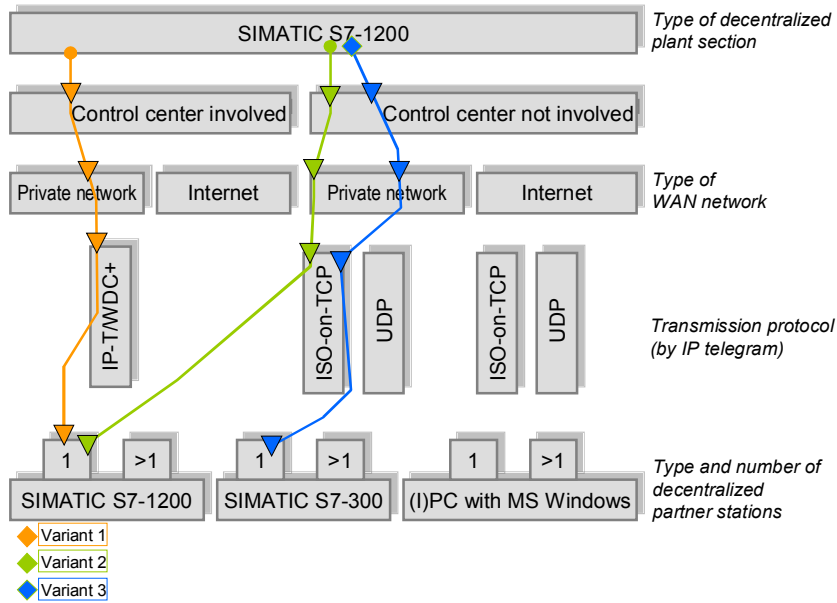 SIMATIC S7-1200
Type of decentralized
plant section
Control center involved
Control center not involved
Private network
Internet
Private network
Internet
Type of
WAN network
IP-T/WDC+
ISO-on-TCP
UDP
ISO-on-TCP
UDP
Transmission protocol
(by IP telegram)
1
>1
1
>1
1
>1
SIMATIC S7-1200
SIMATIC S7-300
(I)PC with MS Windows
Type and number of
decentralized
partner stations
Variant 1
Variant 2
Variant 3